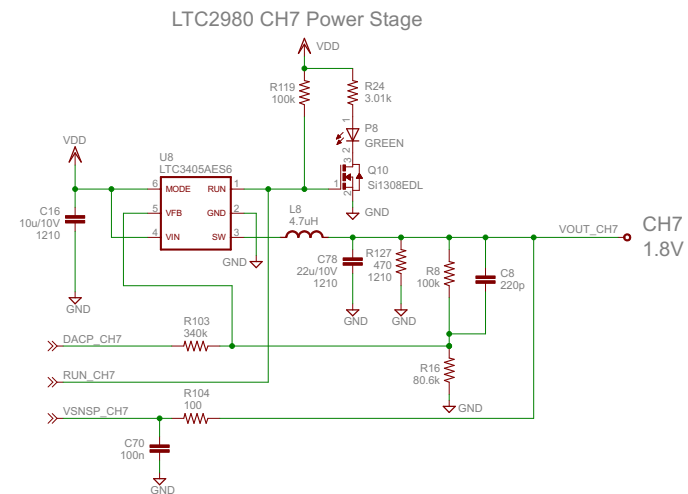 LTC2980 CH7 Power Stage
VDD
R119
100k
R24
3.01k
1
P8
GREEN
2
3
Q10
Si1308EDL
1
2
GND
VDD
U8
LTC3405AES6
6 MODE RUN 1
5 VFB GND 2
4 VIN SW 3
C16
10u/10V
1210
GND
GND
L8
4.7uH
VOUT_CH7
CH7
1.8V
C78
22u/10V
1210
GND
R127
470
1210
GND
R8
100k
C8
220p
DACP_CH7
R103
340k
R16
80.6k
GND
RUN_CH7
VSNSP_CH7
R104
100
C70
100n
GND